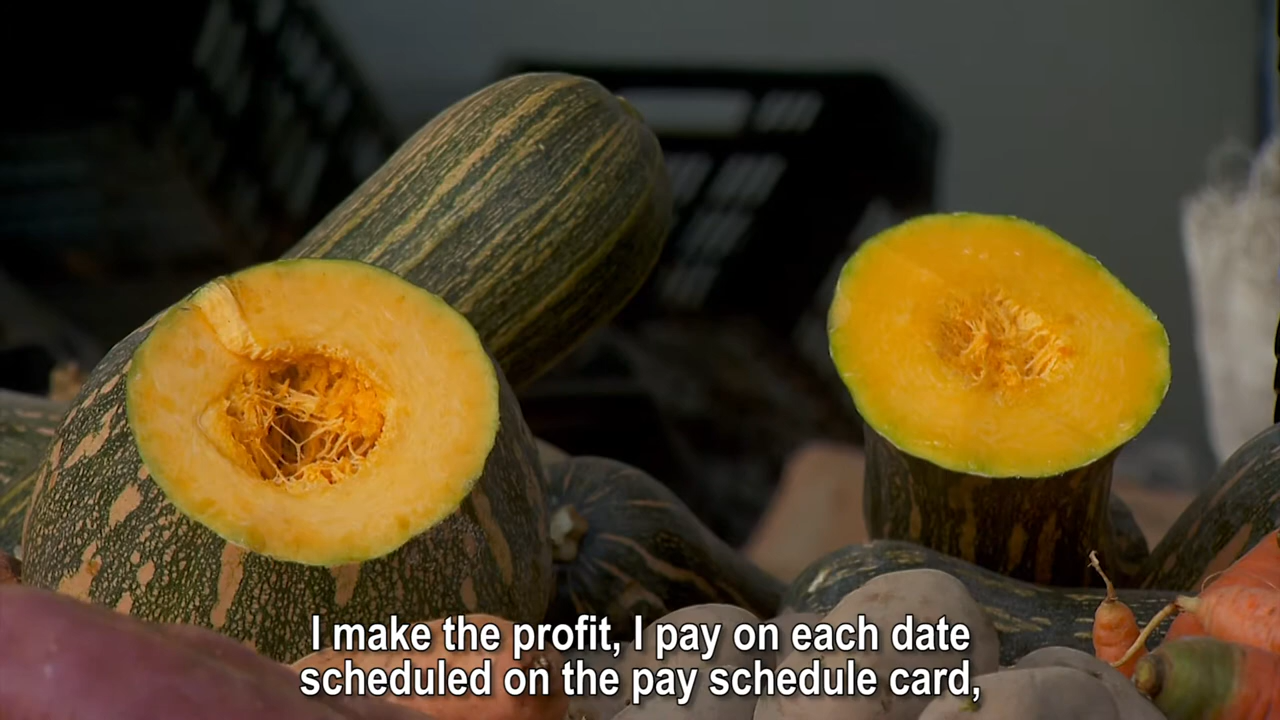 I make the profit, I pay on each date
scheduled on the pay schedule card,